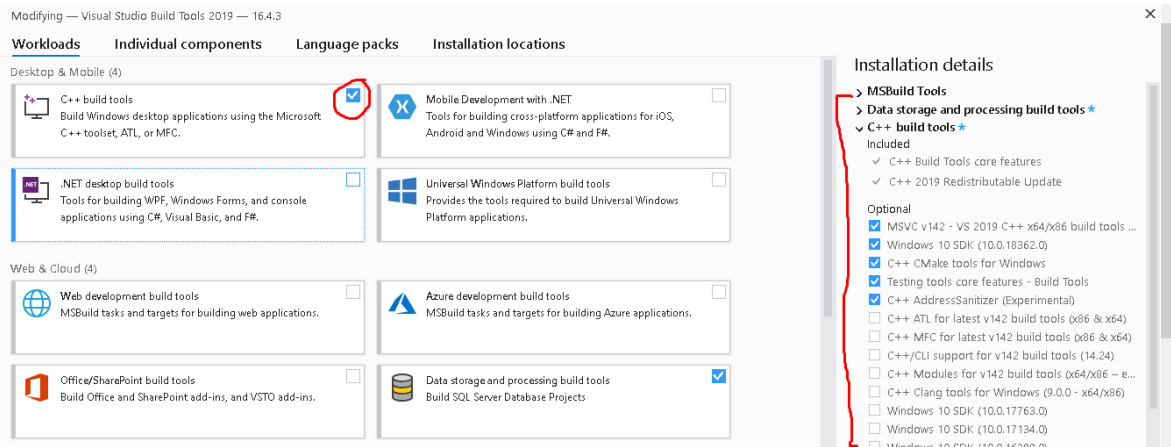 Modifying — Visual Studio Build Tools 2019 — 16.4.3
Workloads Individual components Language packs Installation locations
Desktop & Mobile (4)
C++ build tools
Build Windows desktop applications using the Microsoft
C++ toolset, ATL, or MFC.
Mobile Development with .NET
Tools for building cross-platform applications for iOS,
Android and Windows using C# and F#.
.NET
.NET desktop build tools
Tools for building WPF, Windows Forms, and console
applications using C#, Visual Basic, and F#.
Universal Windows Platform build tools
Provides the tools required to build Universal Windows
Platform applications.
Web & Cloud (4)
Web development build tools
MSBuild tasks and targets for building web applications.
Azure development build tools
MSBuild tasks and targets for building Azure applications.
Office/SharePoint build tools
Build Office and SharePoint add-ins, and VSTO add-ins.
Data storage and processing build tools
Build SQL Server Database Projects
Installation details
MSBuild Tools
Data storage and processing build tools *
C++ build tools *
Included
C++ Build Tools core features
C++ 2019 Redistributable Update
Optional
MSVC v142 - VS 2019 C++ x64/x86 build tools ...
Windows 10 SDK (10.0.18362.0)
C++ CMake tools for Windows
Testing tools core features - Build Tools
C++ AddressSanitizer (Experimental)
C++ ATL for latest v142 build tools (x86 & x64)
C++ MFC for latest v142 build tools (x86 & x64)
C++/CLI support for v142 build tools (14.24)
C++ Modules for v142 build tools (x64/x86 – e...
C++ Clang tools for Windows (9.0.0 - x64/x86)
Windows 10 SDK (10.0.17763.0)
Windows 10 SDK (10.0.17134.0)
Windows 10 SDK (10.0.16299.0)